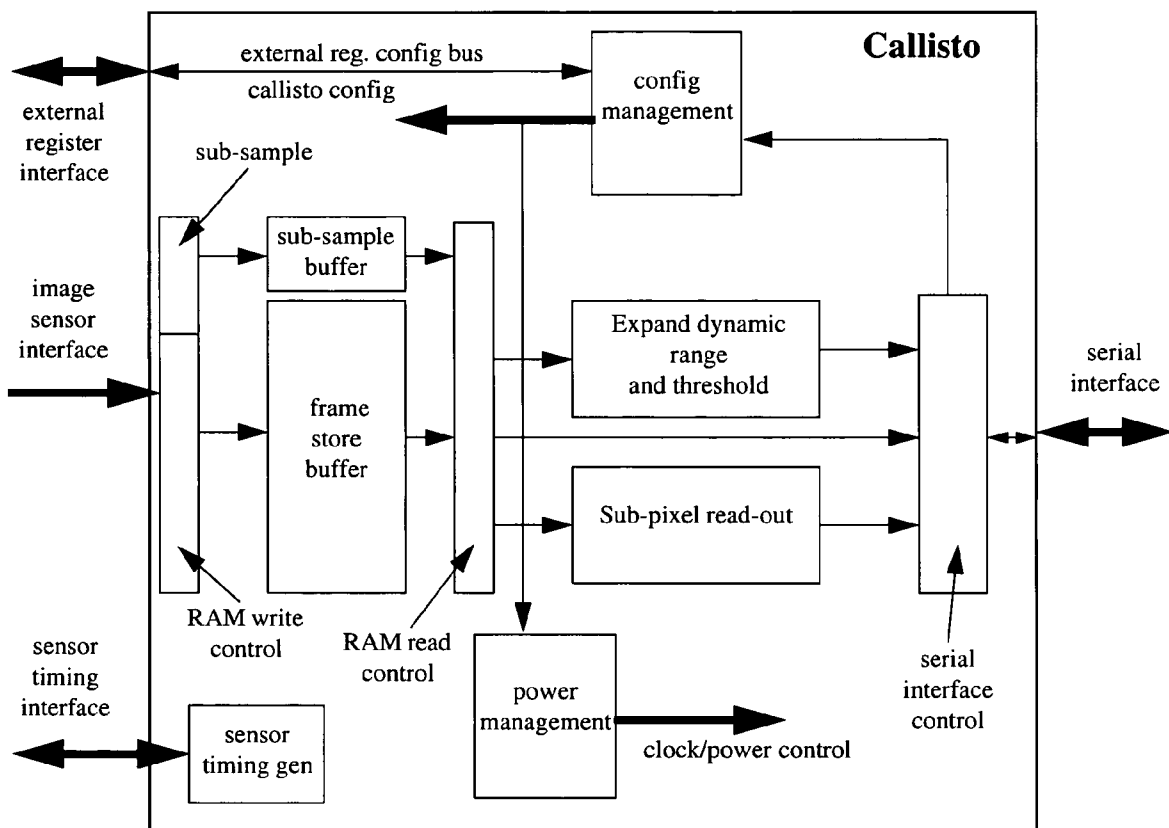 Callisto
external reg. config bus
callisto config
config
management
external
register
interface
sub-sample
sub-sample
buffer
image
sensor
interface
Expand dynamic
range
and threshold
serial
interface
frame
store
buffer
Sub-pixel read-out
RAM write
control
RAM read
control
serial
interface
control
sensor
timing
interface
power
management
sensor
timing gen
clock/power control